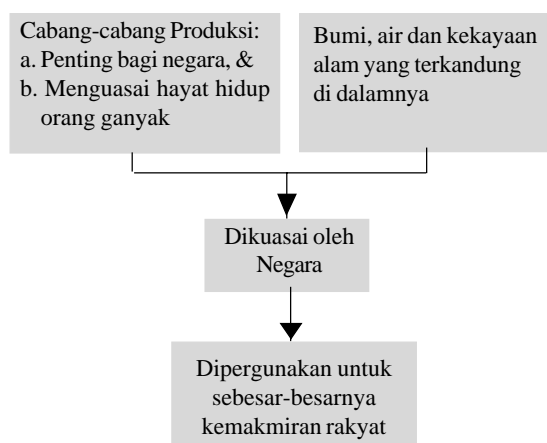 Cabang-cabang Produksi:
a. Penting bagi negara, &
b. Menguasai hayat hidup
orang ganyak
Bumi, air dan kekayaan
alam yang terkandung
di dalamnya
Dikuasai oleh
Negara
Dipergunakan untuk
sebesar-besarnya
kemakmiran rakyat